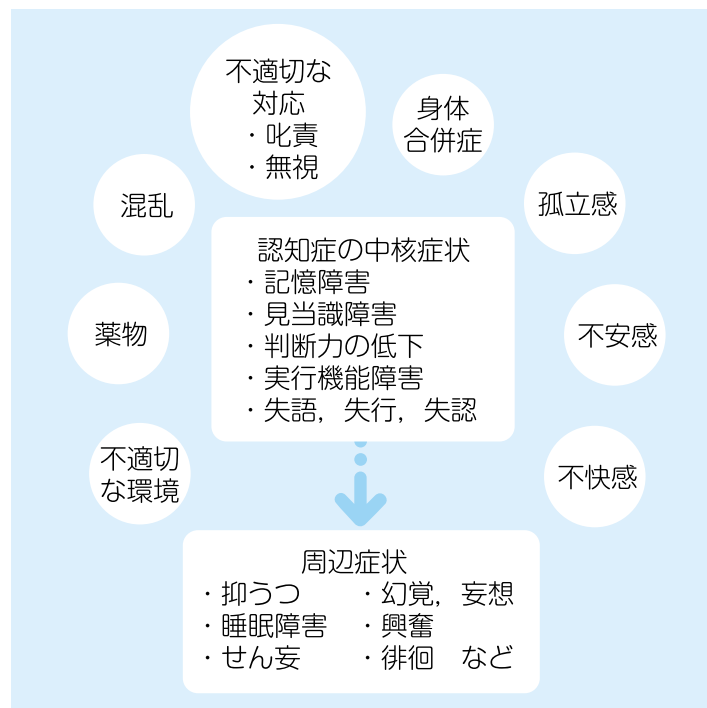 不適切な
対応
・叱責
・無視
身体
合併症
混乱
孤立感
薬物
不安感
不適切
な環境
不快感
認知症の中核症状
・記憶障害
・見当識障害
・判断力の低下
・実行機能障害
・失語，失行，失認
周辺症状
・抑うつ　・幻覚，妄想
・睡眠障害　・興奮
・せん妄　・徘徊　など